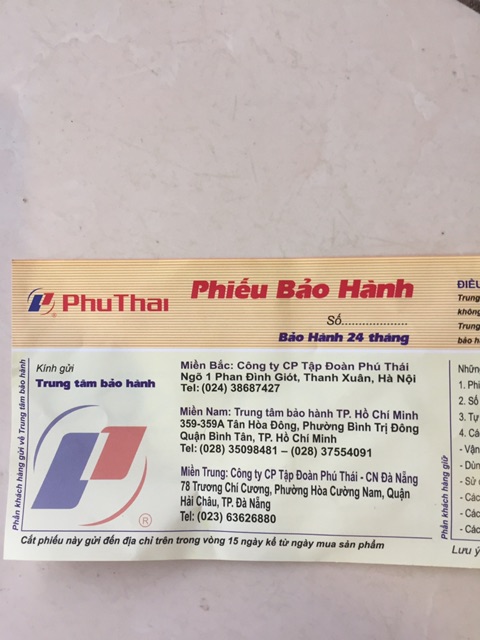 PhuThai
Phiếu Bảo Hành
Số....................
Bảo Hành 24 tháng
Kính gửi
Trung tâm bảo hành
Miền Bắc: Công ty CP Tập Đoàn Phú Thái
Ngõ 1 Phan Đình Giót, Thanh Xuân, Hà Nội
Tel: (024) 38687427
Miền Nam: Trung tâm bảo hành TP. Hồ Chí Minh
359-359A Tân Hòa Đông, Phường Bình Trị Đông
Quận Bình Tân, TP. Hồ Chí Minh
Tel: (028) 35098481 – (028) 37554091
Miền Trung: Công ty CP Tập Đoàn Phú Thái - CN Đà Nẵng
78 Trương Chí Cương, Phường Hòa Cường Nam, Quận
Hải Châu, TP. Đà Nẵng
Tel: (023) 63626880
®
Phần khách hàng gửi về Trung tâm bảo hành
Cắt phiếu này gửi đến địa chỉ trên trong vòng 15 ngày kể từ ngày mua sản phẩm
Phần khách hàng giữ
ĐIỀU
Trung
không
Trung
bảo h
Nhữn
1. Phi
2. Số
3. Tự
4. Cá
- Vận
- Dùn
- Sử
- Các
- Các
- Các
Lưu ý